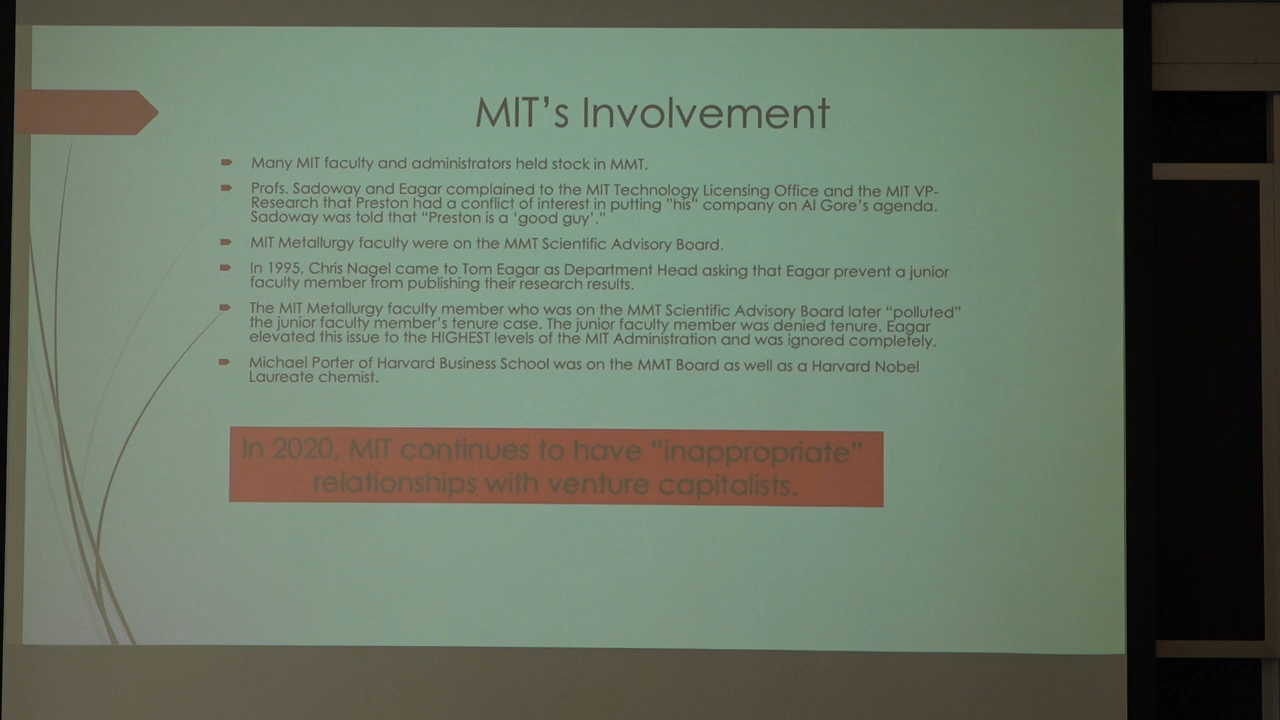 MIT's Involvement
Many MIT faculty and administrators held stock in MMT.
Profs. Sadoway and Eagar complained to the MIT Technology Licensing Office and the MIT VP-
Research that Preston had a conflict of interest in putting "his" company on Al Gore's agenda.
Sadoway was told that "Preston is a 'good guy'."
MIT Metallurgy faculty were on the MMT Scientific Advisory Board.
In 1995, Chris Nagel came to Tom Eagar as Department Head asking that Eagar prevent a junior
faculty member from publishing their research results.
The MIT Metallurgy faculty member who was on the MMT Scientific Advisory Board later "polluted"
the junior faculty member's tenure case. The junior faculty member was denied tenure. Eagar
elevated this issue to the HIGHEST levels of the MIT Administration and was ignored completely.
Michael Porter of Harvard Business School was on the MMT Board as well as a Harvard Nobel
Laureate chemist.
In 2020, MIT continues to have "inappropriate"
relationships with venture capitalists.